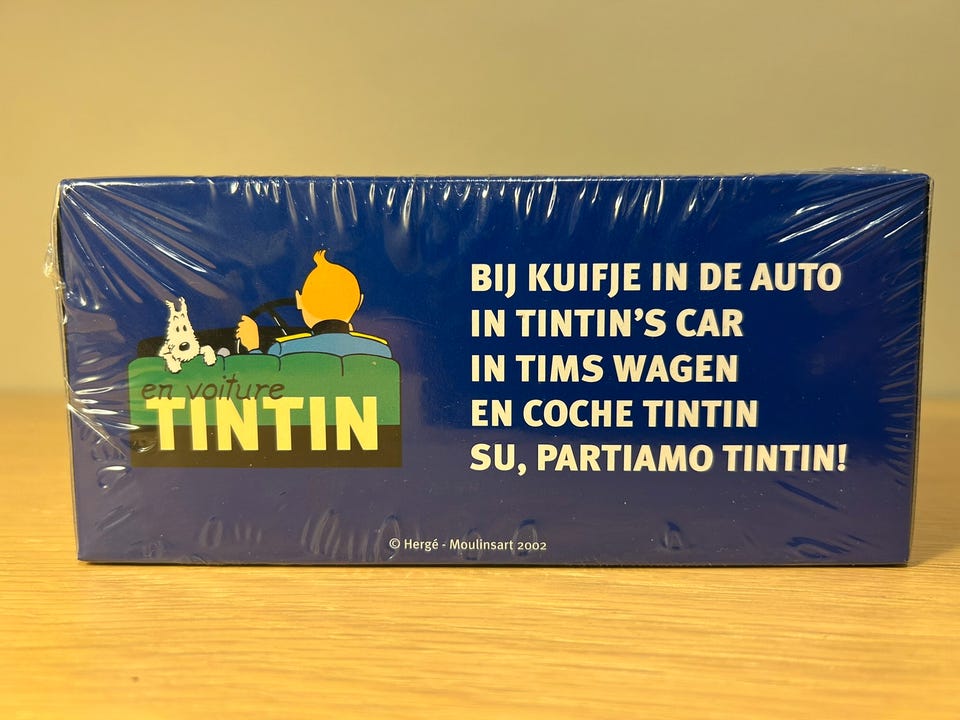 en voiture
TINTIN
BIJ KUIFJE IN DE AUTO
IN TINTIN'S CAR
IN TIMS WAGEN
EN COCHE TINTIN
SU, PARTIAMO TINTIN!
© Hergé - Moulinsart 2002